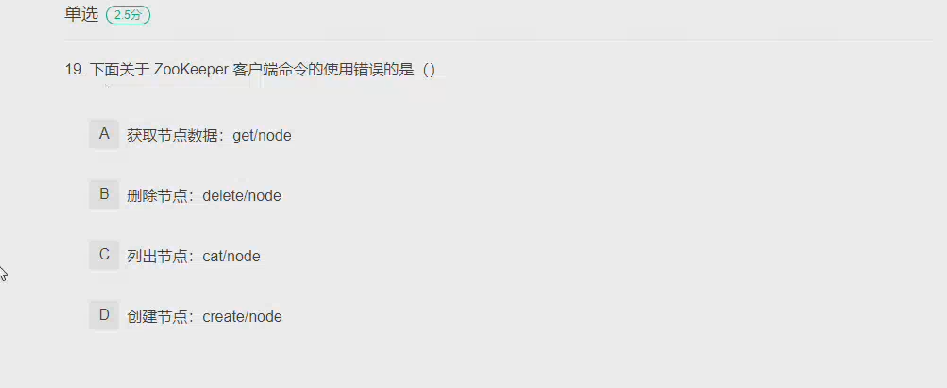 单选 2.5分
19 下面关于 ZooKeeper 客户端命令的使用错误的是（）
A 获取节点数据：get/node
B 删除节点：delete/node
C 列出节点：cat/node
D 创建节点：create/node